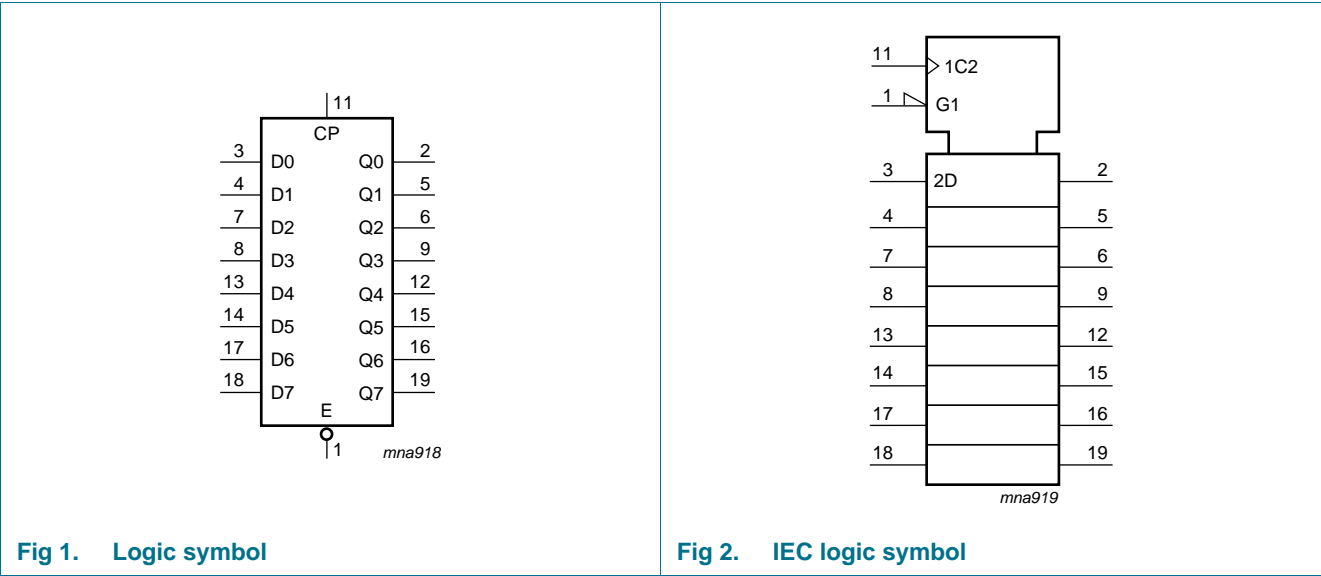 11
CP
3 D0 Q0 2
4 D1 Q1 5
7 D2 Q2 6
8 D3 Q3 9
13 D4 Q4 12
14 D5 Q5 15
17 D6 Q6 16
18 D7 Q7 19
E
1
mna918
Fig 1. Logic symbol
11 1C2
1 G1
3 2D 2
4 5
7 6
8 9
13 12
14 15
17 16
18 19
mna919
Fig 2. IEC logic symbol